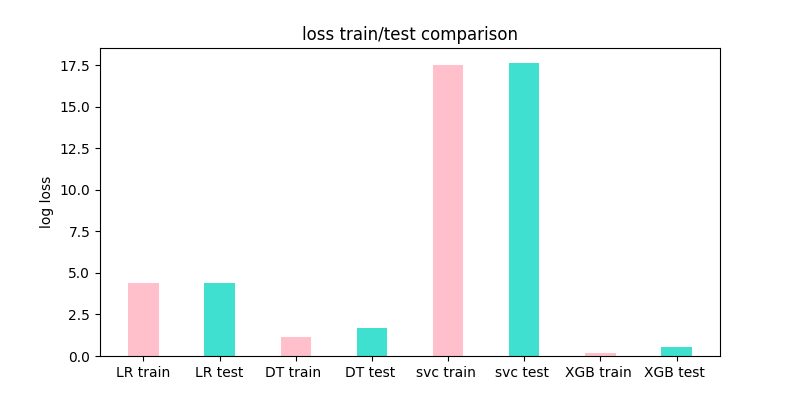 loss train/test comparison
17.5
15.0
12.5
10.0
7.5
5.0
2.5
0.0
log loss
LR train LR test DT train DT test svc train svc test XGB train XGB test